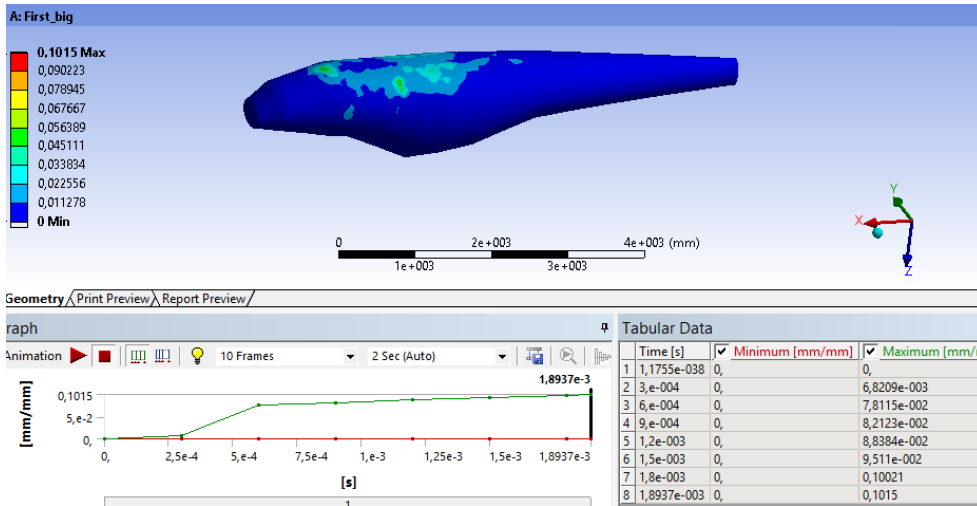 A: First_big
0,1015 Max
0,090223
0,078945
0,067667
0,056389
0,045111
0,033834
0,022556
0,011278
0 Min
Y
X
Z
0 2e+003 4e+003 (mm)
1e+003 3e+003
Geometry Print Preview Report Preview
raph
Animation 10 Frames 2 Sec (Auto)
1,8937e-3
0,1015
5,e-2
0,
[mm/mm]
0, 2,5e-4 5,e-4 7,5e-4 1,e-3 1,25e-3 1,5e-3 1,8937e-3
[s]
1
Tabular Data
Time [s] Minimum [mm/mm] Maximum [mm/
1 1,1755e-038 0, 0,
2 3,e-004 0, 6,8209e-003
3 6,e-004 0, 7,8115e-002
4 9,e-004 0, 8,2123e-002
5 1,2e-003 0, 8,8384e-002
6 1,5e-003 0, 9,511e-002
7 1,8e-003 0, 0,10021
8 1,8937e-003 0, 0,1015